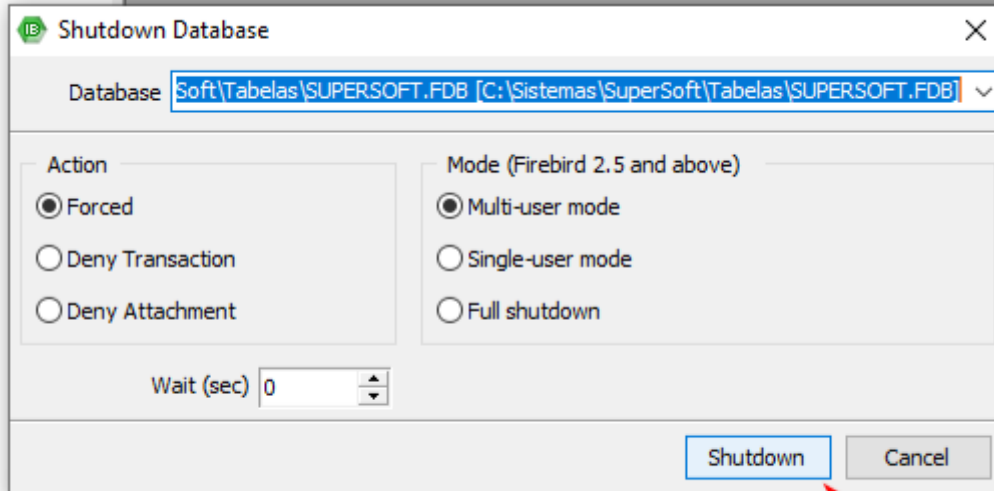 Shutdown Database
Database Soft\Tabelas\SUPERSOFT.FDB [C:\Sistemas\SuperSoft\Tabelas\SUPERSOFT.FDB]
Action
Forced
Deny Transaction
Deny Attachment
Mode (Firebird 2.5 and above)
Multi-user mode
Single-user mode
Full shutdown
Wait (sec) 0
Shutdown Cancel